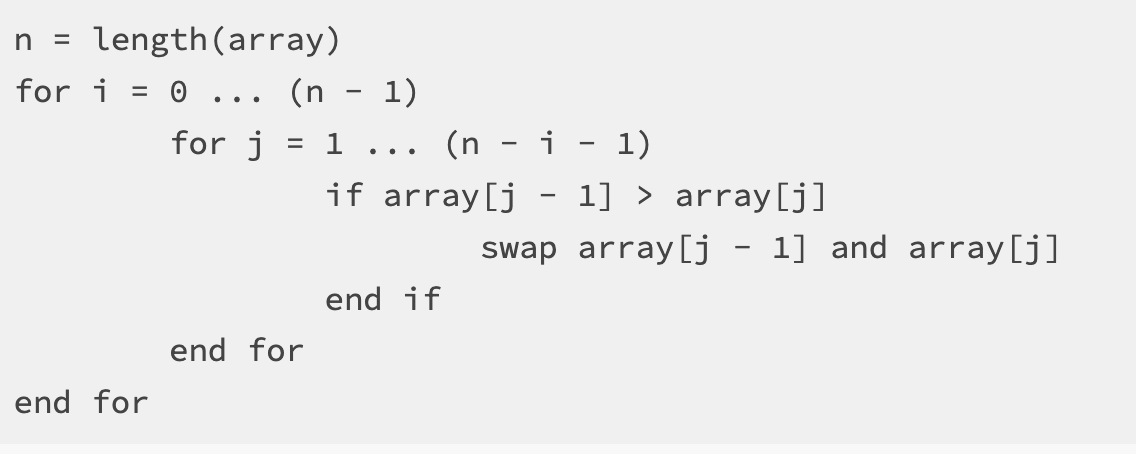 n = length(array)
for i = 0 ... (n - 1)
for j = 1 ... (n - i - 1)
if array[j - 1] > array[j]
swap array[j - 1] and array[j]
end if
end for
end for